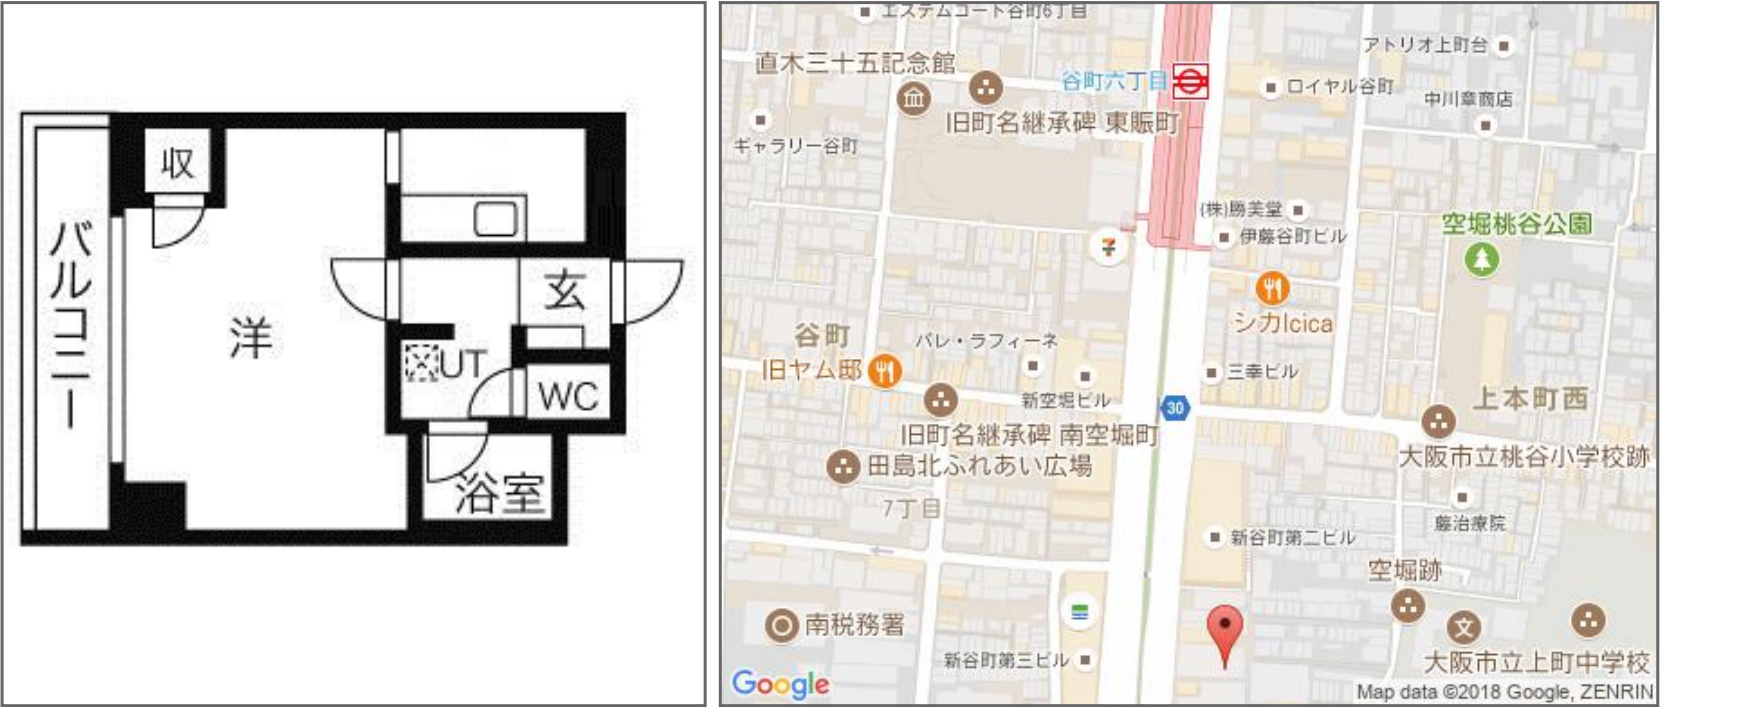 収
バルコニー
洋
玄
UT
WC
浴室
エステムコート谷町6丁目
直木三十五記念館
谷町六丁目
アトリオ上町台
ロイヤル谷町
中川章商店
旧町名継承碑 東賑町
ギャラリー谷町
(株)勝美堂
伊藤谷町ビル
空堀桃谷公園
7
シカIcica
谷町
パレ・ラフィーネ
旧ヤム邸
三幸ビル
新空堀ビル
30
上本町西
旧町名継承碑 南空堀町
大阪市立桃谷小学校跡
田島北ふれあい広場
7丁目
藤治療院
新谷町第二ビル
空堀跡
南税務署
文
新谷町第三ビル
大阪市立上町中学校
Google
Map data ©2018 Google, ZENRIN